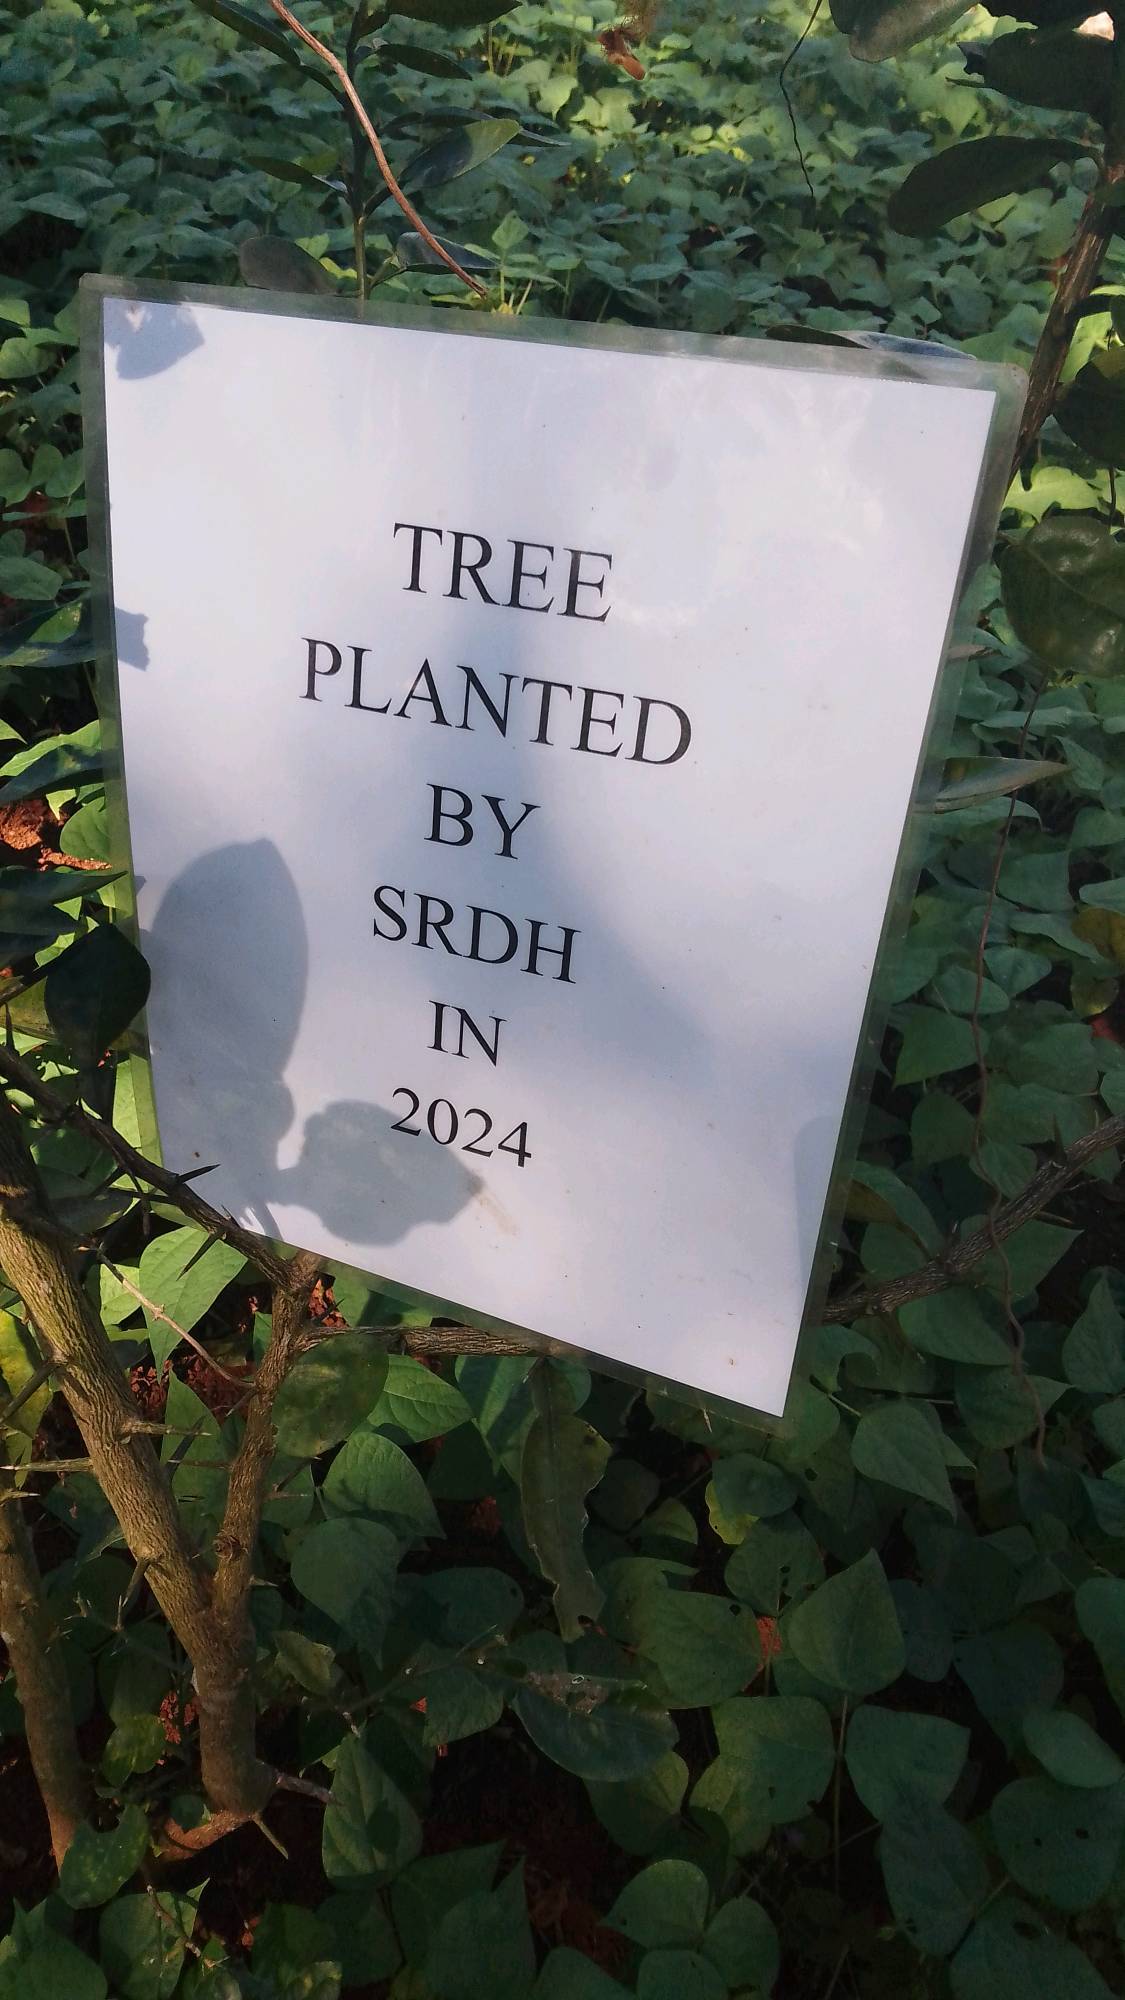 TREE
PLANTED
BY
SRDH
IN
2024